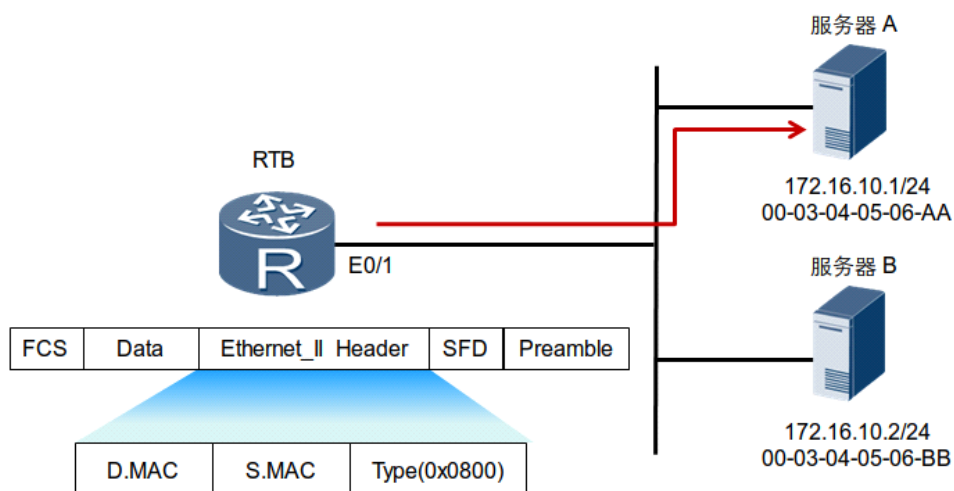 服务器 A
172.16.10.1/24
00-03-04-05-06-AA
RTB
R
E0/1
服务器 B
172.16.10.2/24
00-03-04-05-06-BB
FCS Data Ethernet_II Header SFD Preamble
D.MAC S.MAC Type(0x0800)